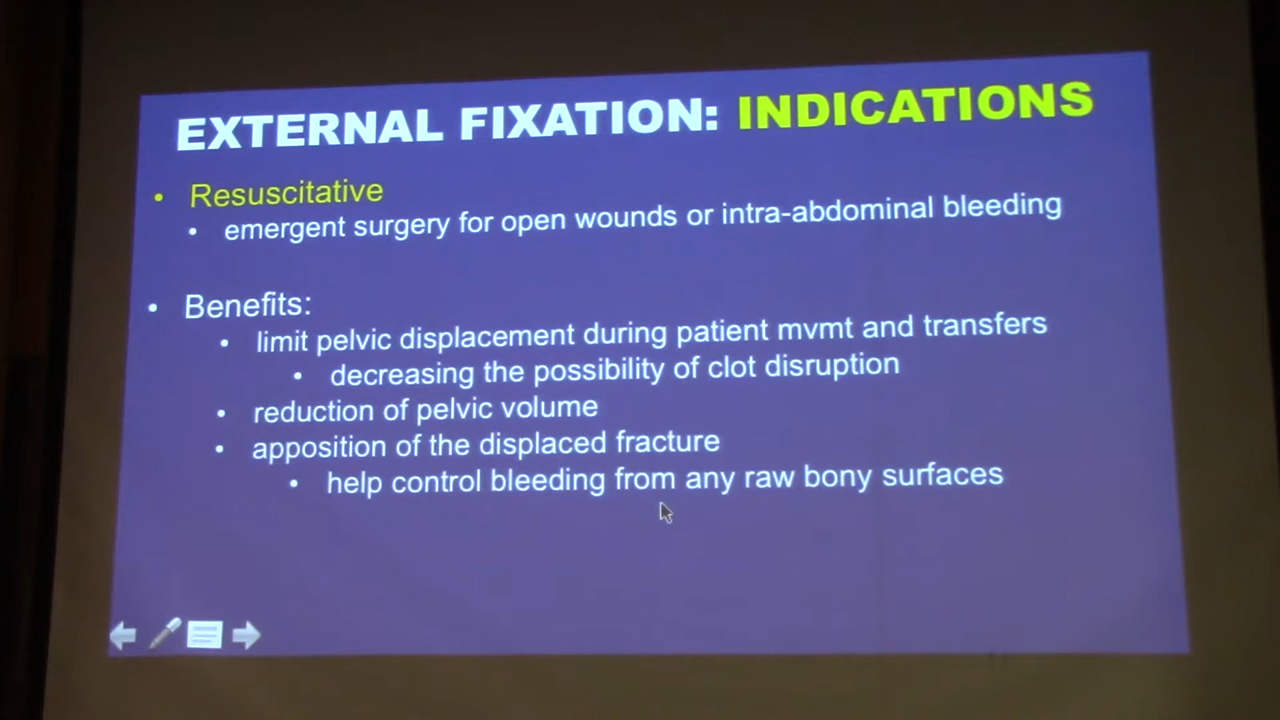 EXTERNAL FIXATION: INDICATIONS
• Resuscitative
• emergent surgery for open wounds or intra-abdominal bleeding
• Benefits:
• limit pelvic displacement during patient mvmt and transfers
• decreasing the possibility of clot disruption
• reduction of pelvic volume
• apposition of the displaced fracture
• help control bleeding from any raw bony surfaces